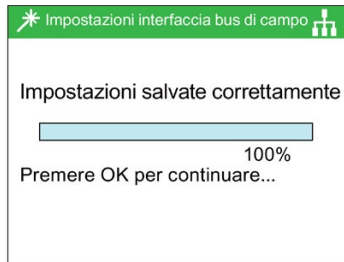 Impostazioni interfaccia bus di campo
Impostazioni salvate correttamente
100%
Premere OK per continuare...